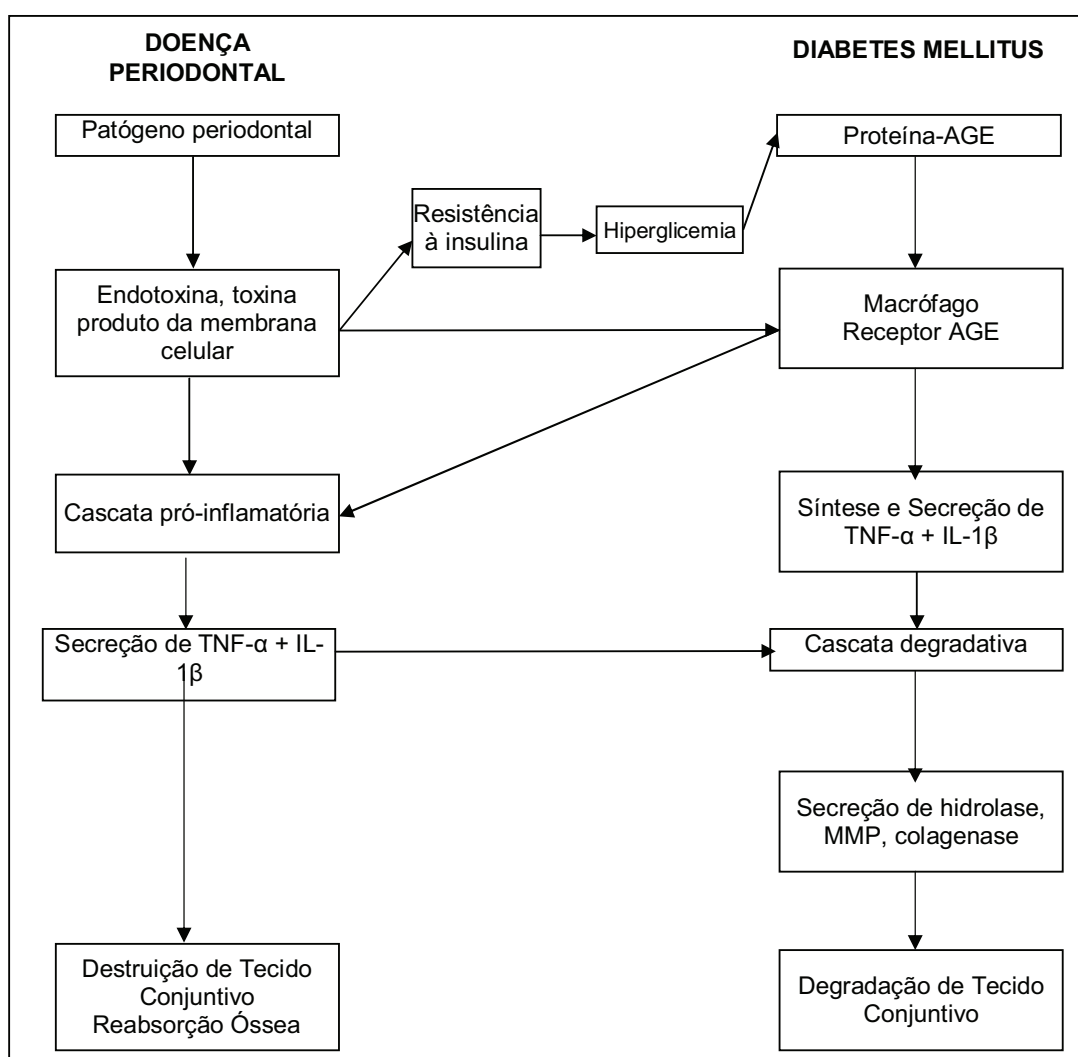 DOENÇA
PERIODONTAL
DIABETES MELLITUS
Patógeno periodontal
Proteína-AGE
Resistência
à insulina
Hiperglicemia
Endotoxina, toxina
produto da membrana
celular
Macrófago
Receptor AGE
Cascata pró-inflamatória
Síntese e Secreção de
TNF-α + IL-1β
Secreção de TNF-α + IL-
1β
Cascata degradativa
Secreção de hidrolase,
MMP, colagenase
Destruição de Tecido
Conjuntivo
Reabsorção Óssea
Degradação de Tecido
Conjuntivo